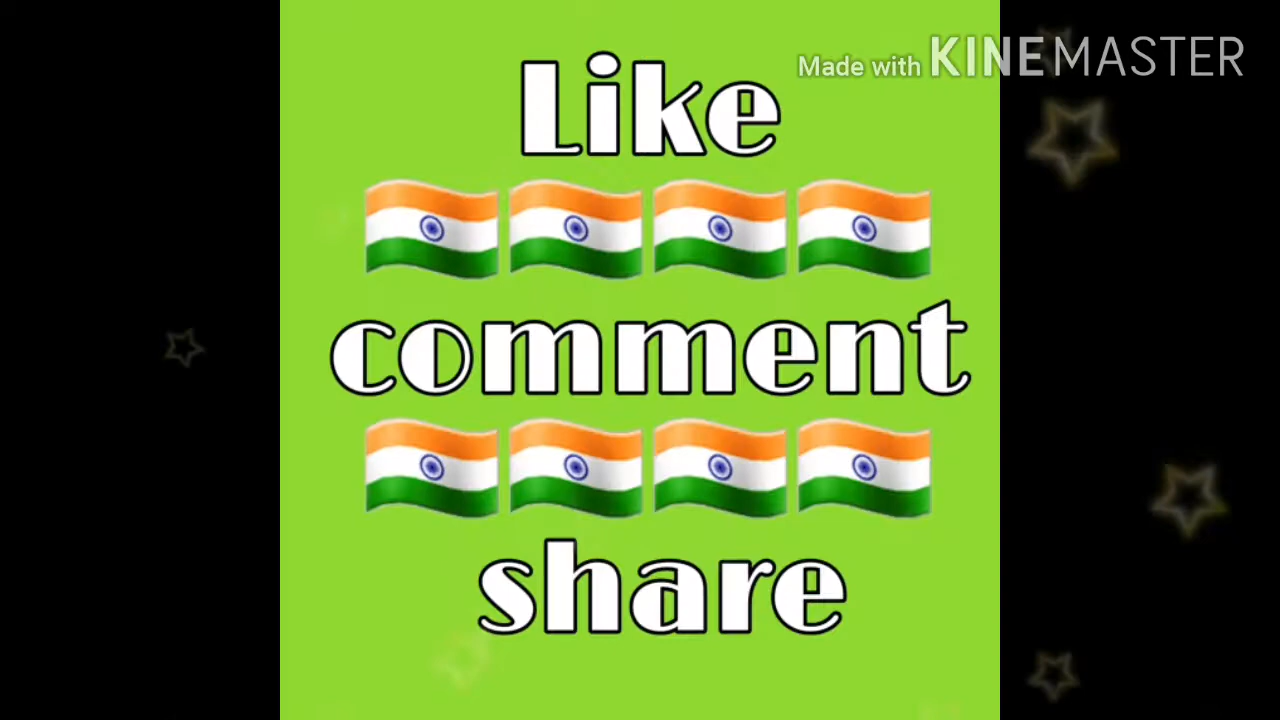 Like
Made with KINEMASTER
🇮🇳🇮🇳🇮🇳🇮🇳
comment
🇮🇳🇮🇳🇮🇳🇮🇳
share